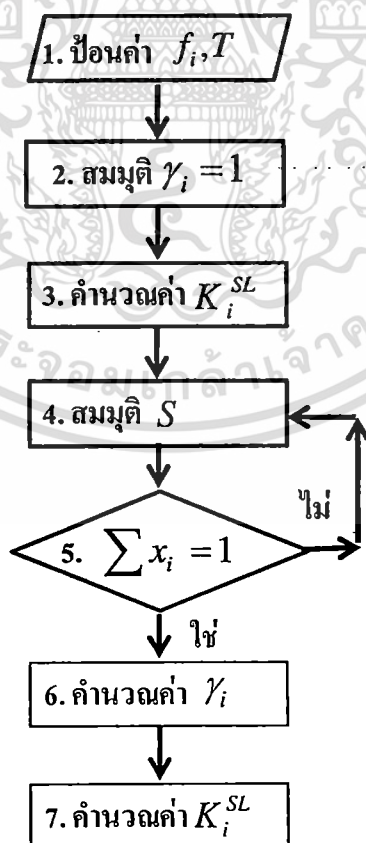 1. ป้อนค่า f_i,T
2. สมมุติ γ_i = 1
3. คำนวณค่า K_i^{SL}
4. สมมุติ S
ไม่
5. ∑ x_i = 1
ใช่
6. คำนวณค่า γ_i
7. คำนวณค่า K_i^{SL}